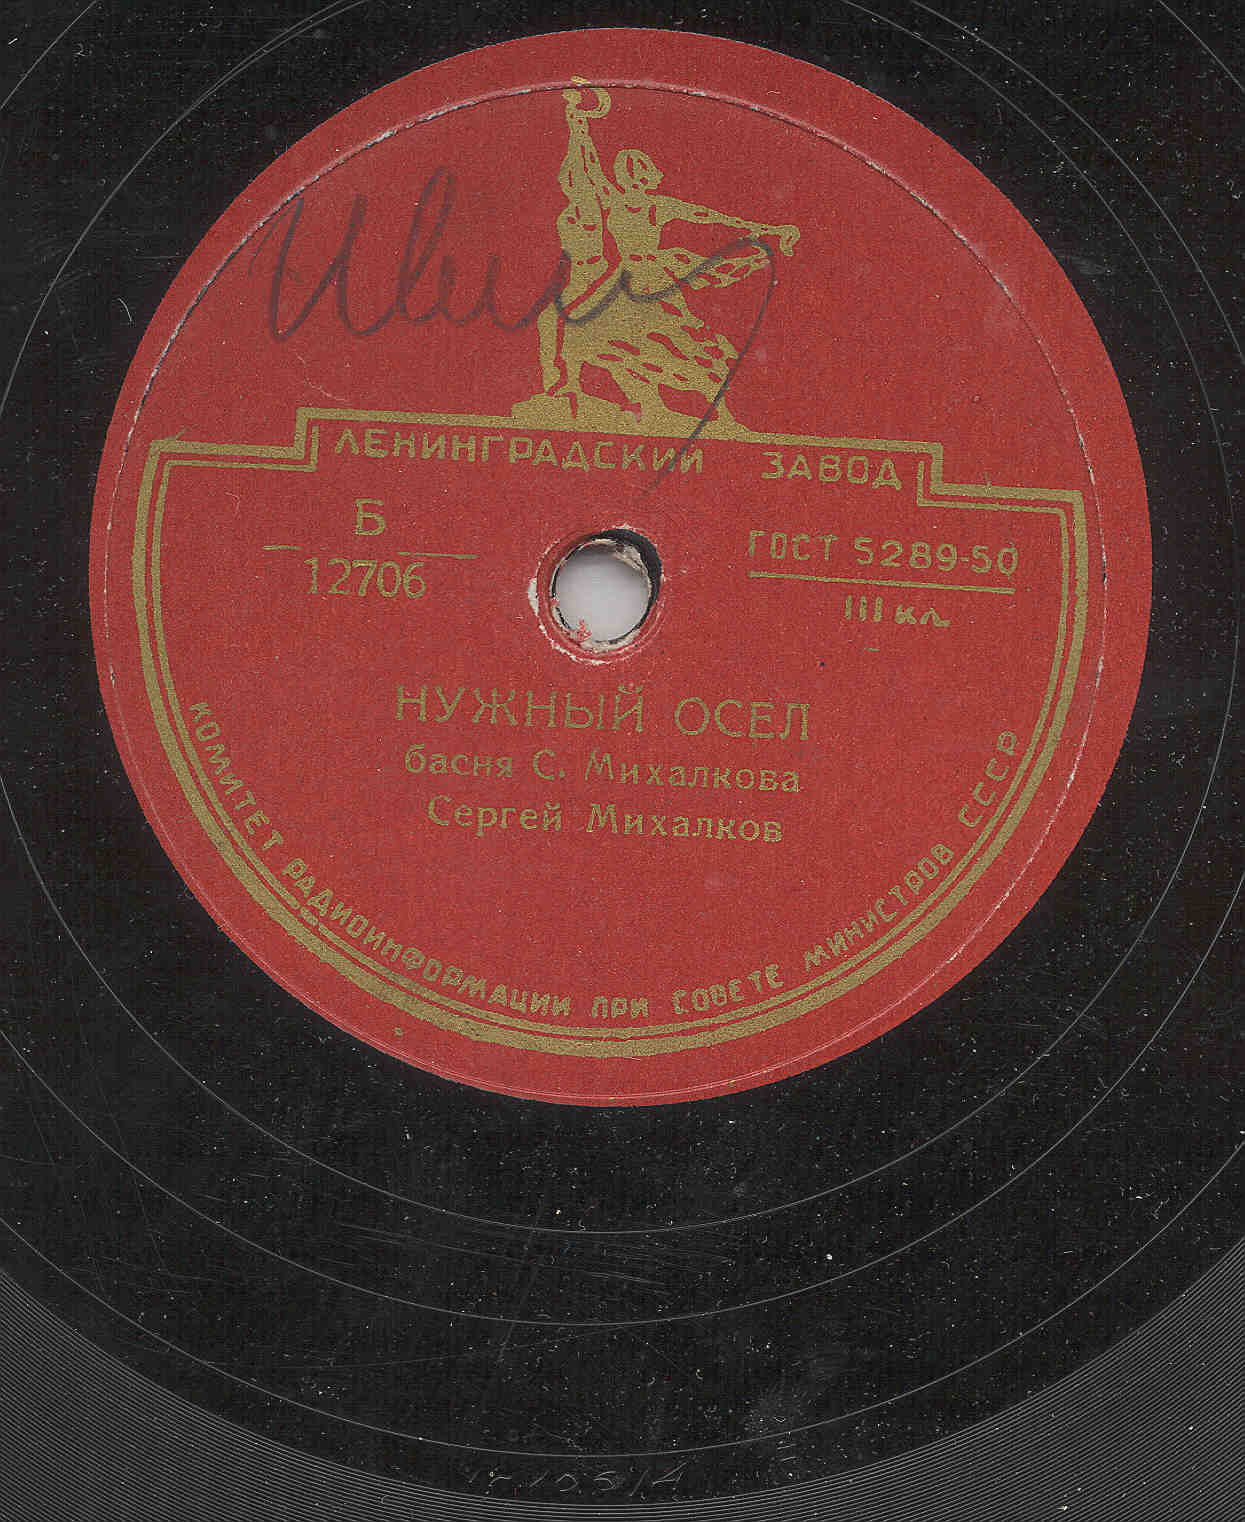 ЛЕНИНГРАДСКИЙ ЗАВОД
Б
12706
ГОСТ 5289-50
III кл
НУЖНЫЙ ОСЕЛ
басня С. Михалкова
Сергей Михалков
КОМИТЕТ РАДИОИНФОРМАЦИИ ПРИ СОВЕТЕ МИНИСТРОВ СССР